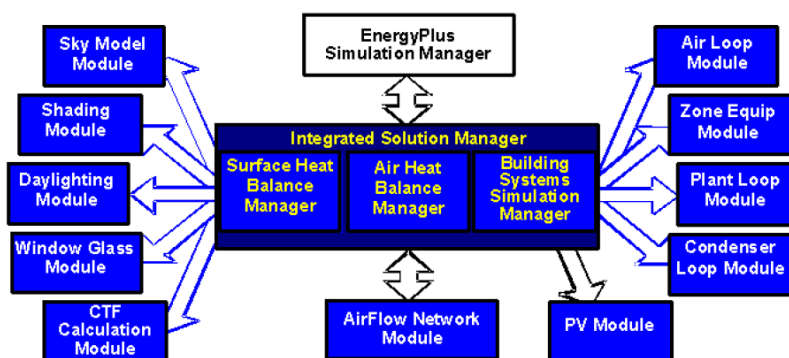 EnergyPlus
Simulation Manager
Sky Model
Module
Shading
Module
Daylighting
Module
Window Glass
Module
CTF
Calculation
Module
Integrated Solution Manager
Surface Heat
Balance
Manager
Air Heat
Balance
Manager
Building
Systems
Simulation
Manager
AirFlow Network
Module
PV Module
Air Loop
Module
Zone Equip
Module
Plant Loop
Module
Condenser
Loop Module